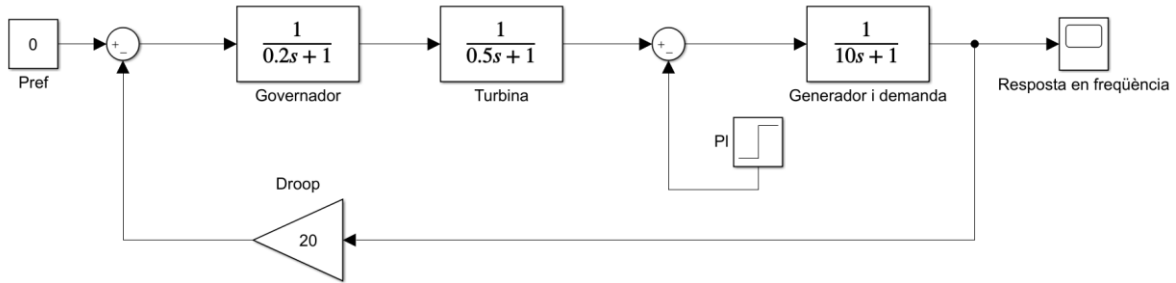 0
Pref
+
−
1
0.2s + 1
Governador
1
0.5s + 1
Turbina
+
−
1
10s + 1
Generador i demanda
Resposta en freqüència
Pl
Droop
20